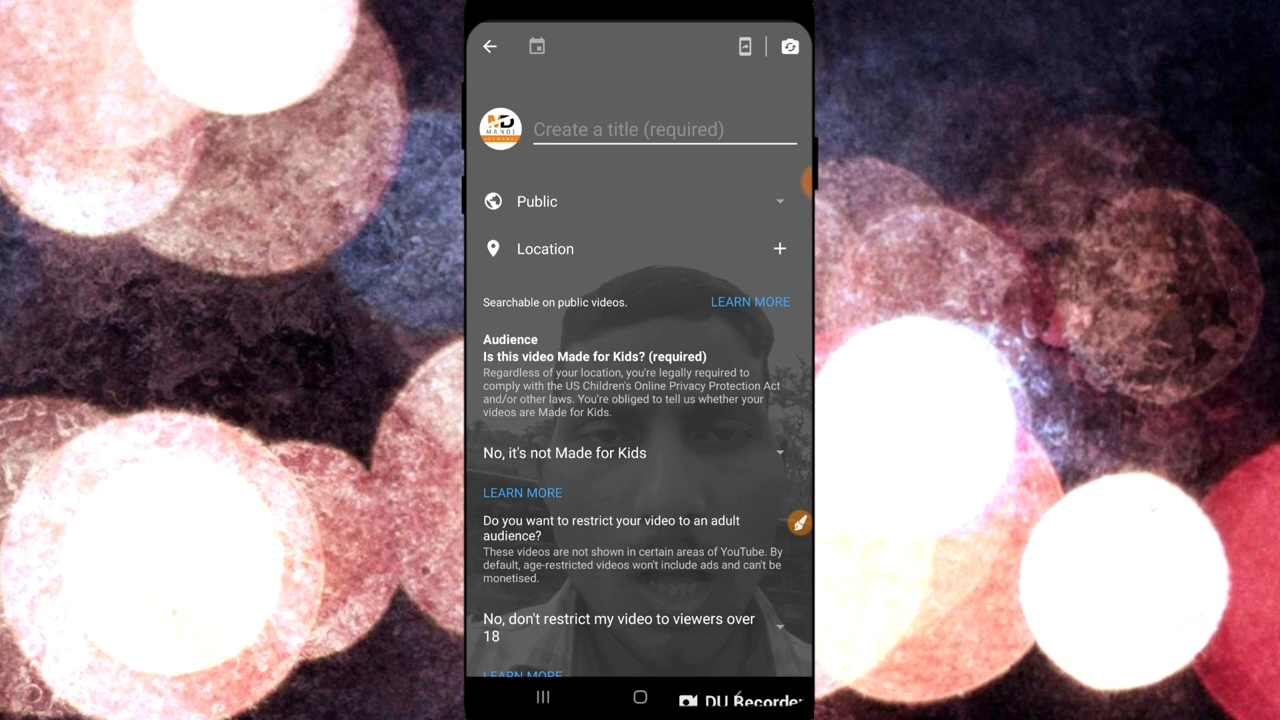 MD
MANOJ
Create a title (required)
Public
Location
Searchable on public videos.
LEARN MORE
Audience
Is this video Made for Kids? (required)
Regardless of your location, you're legally required to
comply with the US Children's Online Privacy Protection Act
and/or other laws. You're obliged to tell us whether your
videos are Made for Kids.
No, it's not Made for Kids
LEARN MORE
Do you want to restrict your video to an adult
audience?
These videos are not shown in certain areas of YouTube. By
default, age-restricted videos won't include ads and can't be
monetised.
No, don't restrict my video to viewers over
18
LEARN MORE
DU Recorder